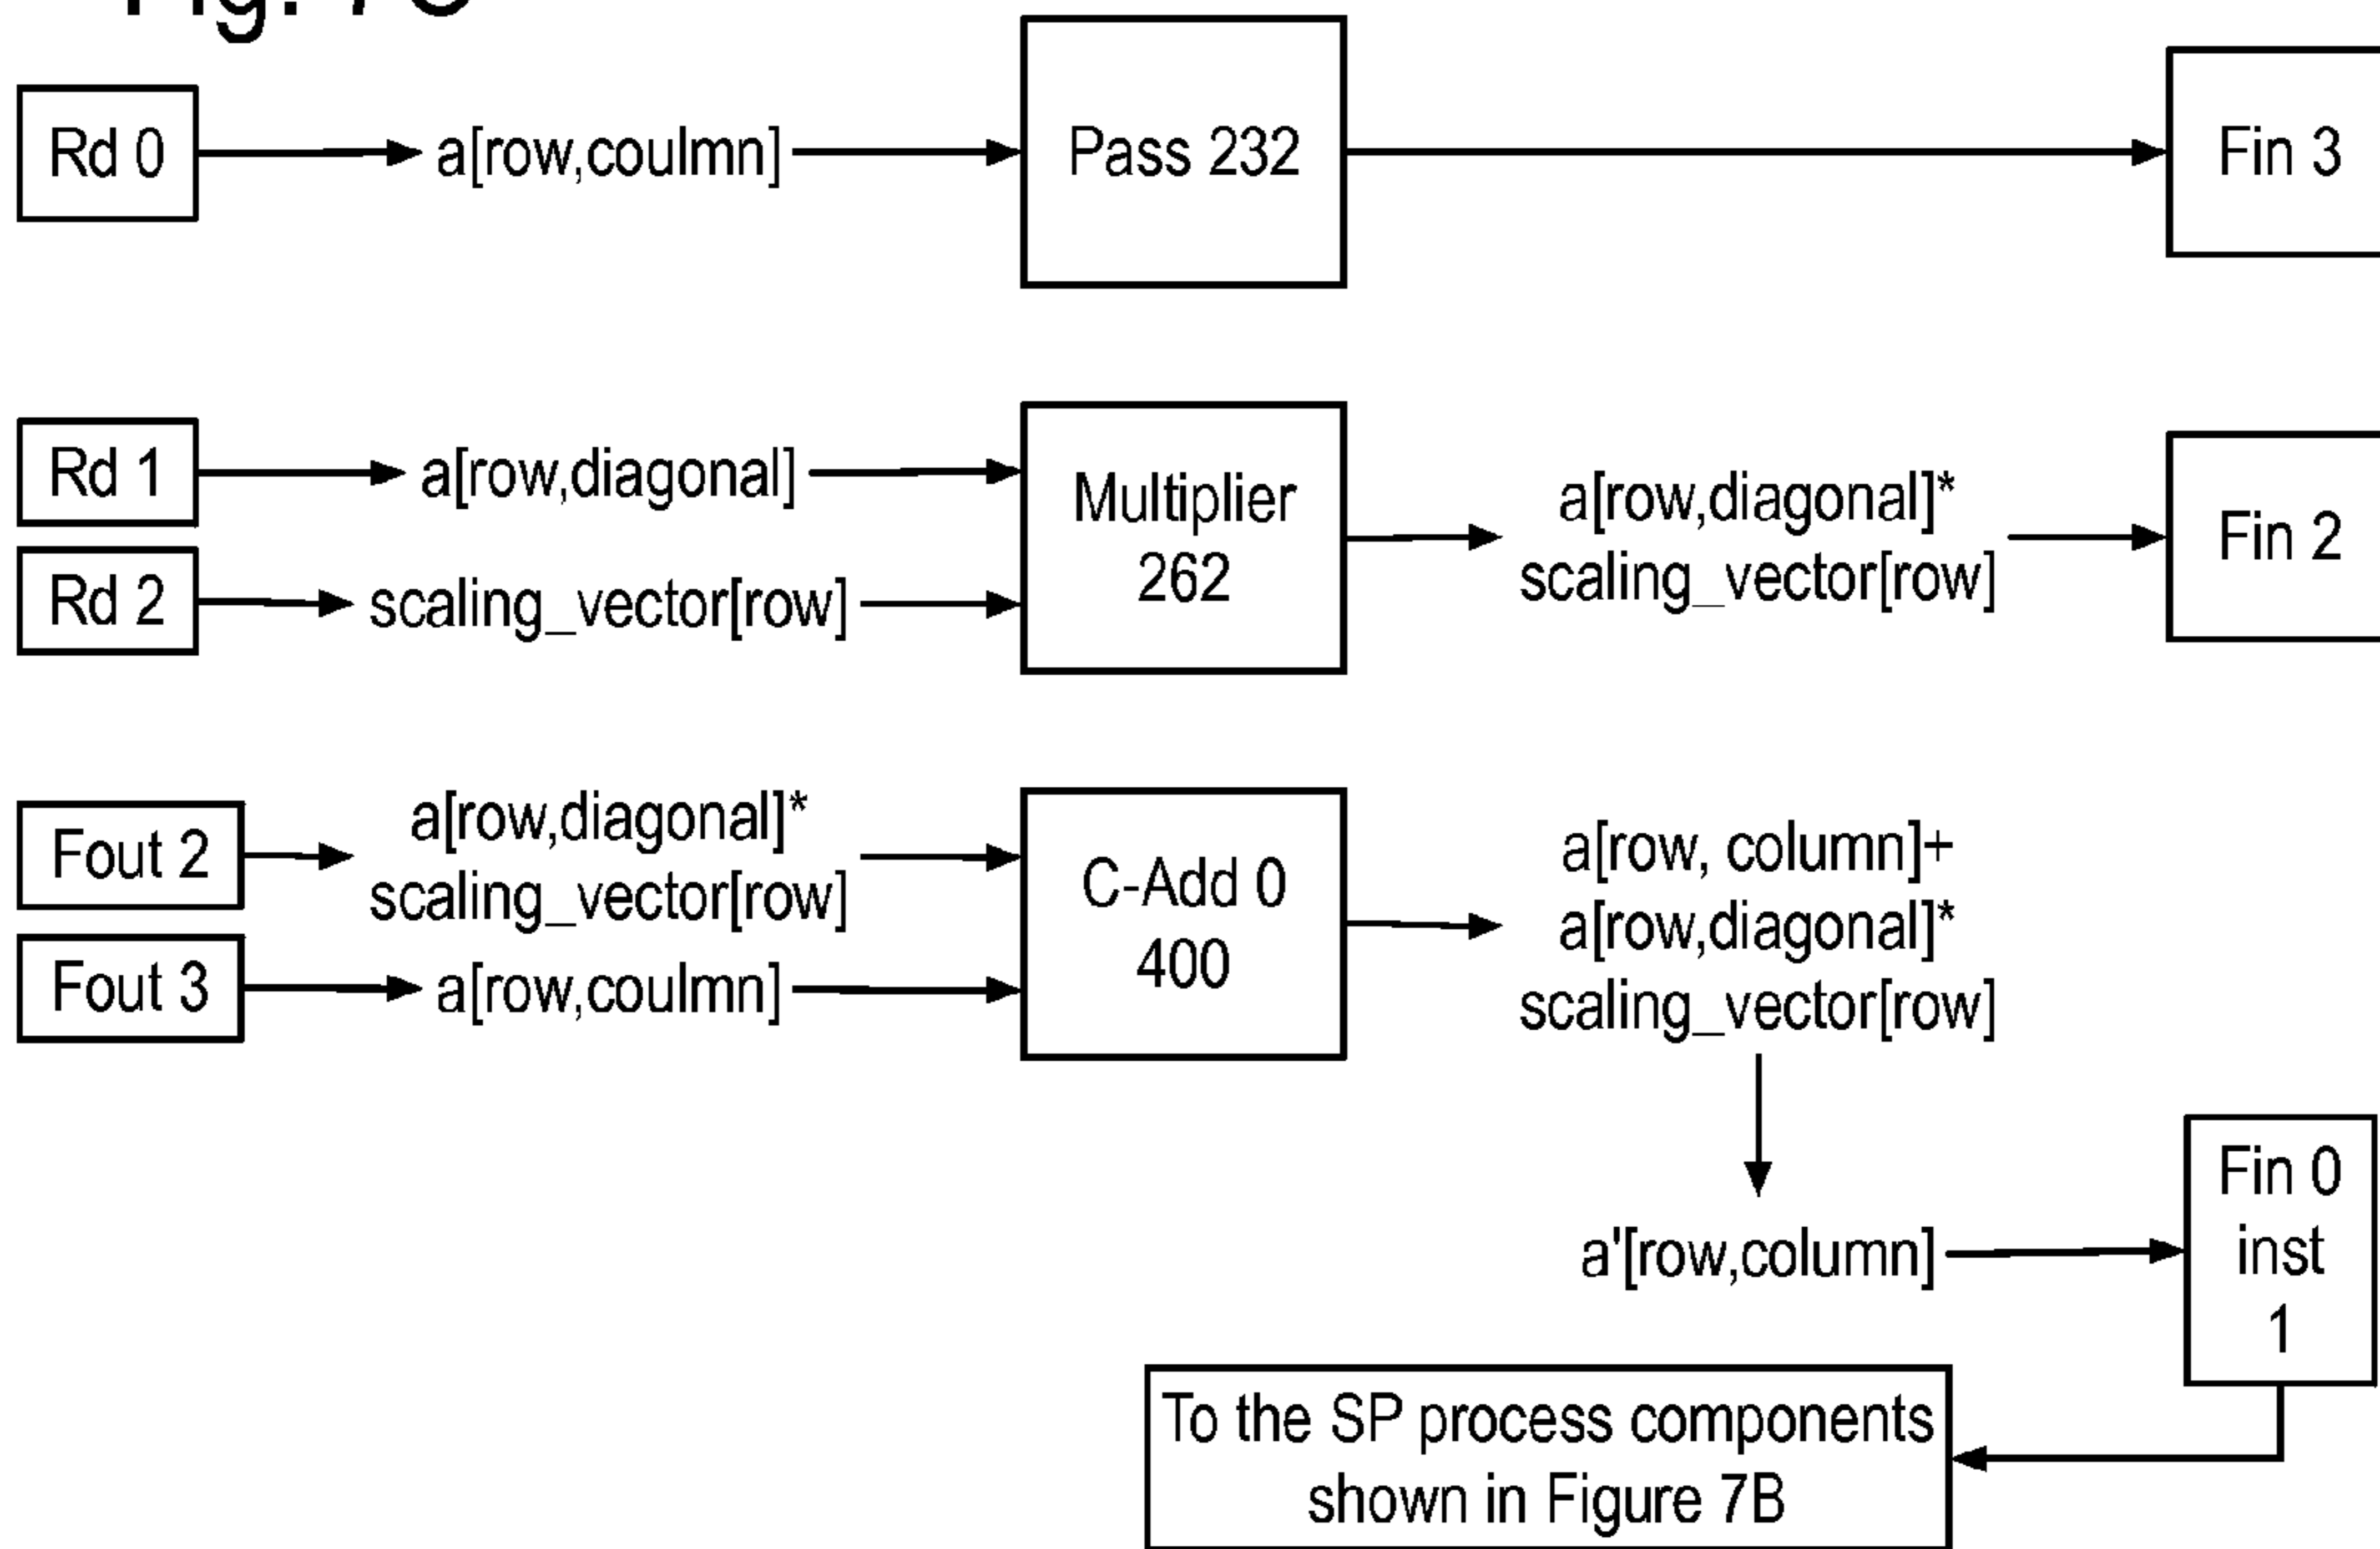 Fig. 7C
Rd 0
a[row,coulmn]
Pass 232
Fin 3
Rd 1
a[row,diagonal]
Rd 2
scaling_vector[row]
Multiplier
262
a[row,diagonal]*
scaling_vector[row]
Fin 2
Fout 2
a[row,diagonal]*
scaling_vector[row]
Fout 3
a[row,coulmn]
C-Add 0
400
a[row, column]+
a[row,diagonal]*
scaling_vector[row]
a'[row,column]
Fin 0
inst
1
To the SP process components
shown in Figure 7B